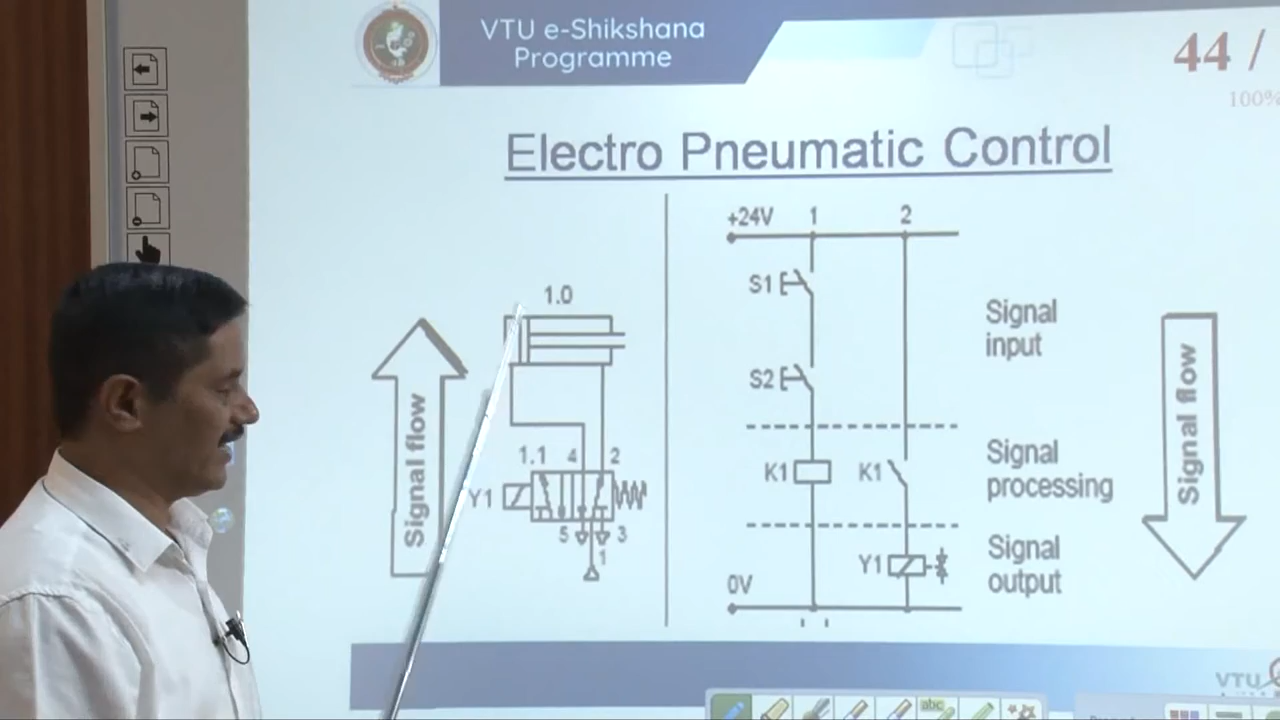 VTU e-Shikshana
Programme
44 /
100%
Electro Pneumatic Control
+24V 1 2
S1
1.0
Signal
input
Signal flow
Signal flow
S2
1.1 4 2
K1
K1
Signal
processing
Y1
5 3
1
Signal
output
Y1
0V
VTU
abc